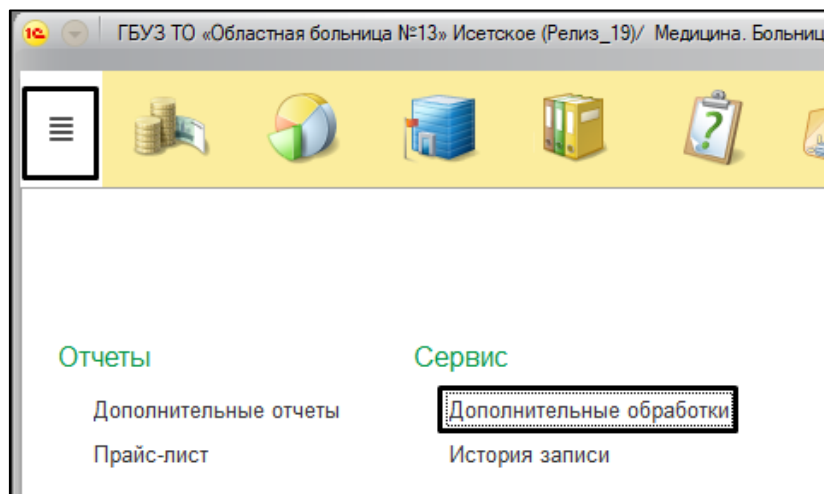 1С ГБУЗ ТО «Областная больница №13» Исетское (Релиз_19)/ Медицина. Больниц
Отчеты
Сервис
Дополнительные отчеты
Дополнительные обработки
Прайс-лист
История записи